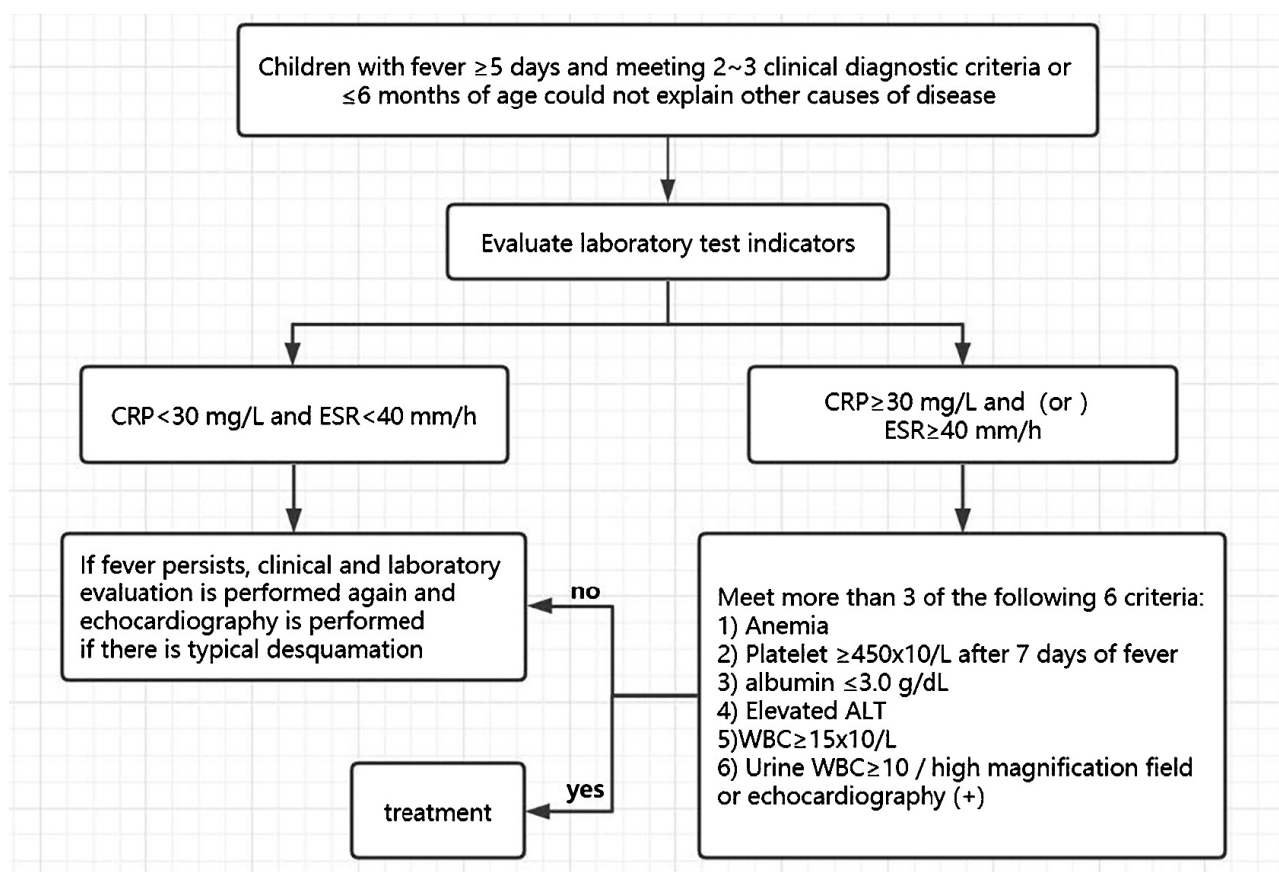 Children with fever ≥5 days and meeting 2~3 clinical diagnostic criteria or
≤6 months of age could not explain other causes of disease
Evaluate laboratory test indicators
CRP<30 mg/L and ESR<40 mm/h
CRP≥30 mg/L and (or )
ESR≥40 mm/h
If fever persists, clinical and laboratory
evaluation is performed again and
echocardiography is performed
if there is typical desquamation
no
Meet more than 3 of the following 6 criteria:
1) Anemia
2) Platelet ≥450x10/L after 7 days of fever
3) albumin ≤3.0 g/dL
4) Elevated ALT
5)WBC≥15x10/L
6) Urine WBC≥10 / high magnification field
or echocardiography (+)
yes
treatment